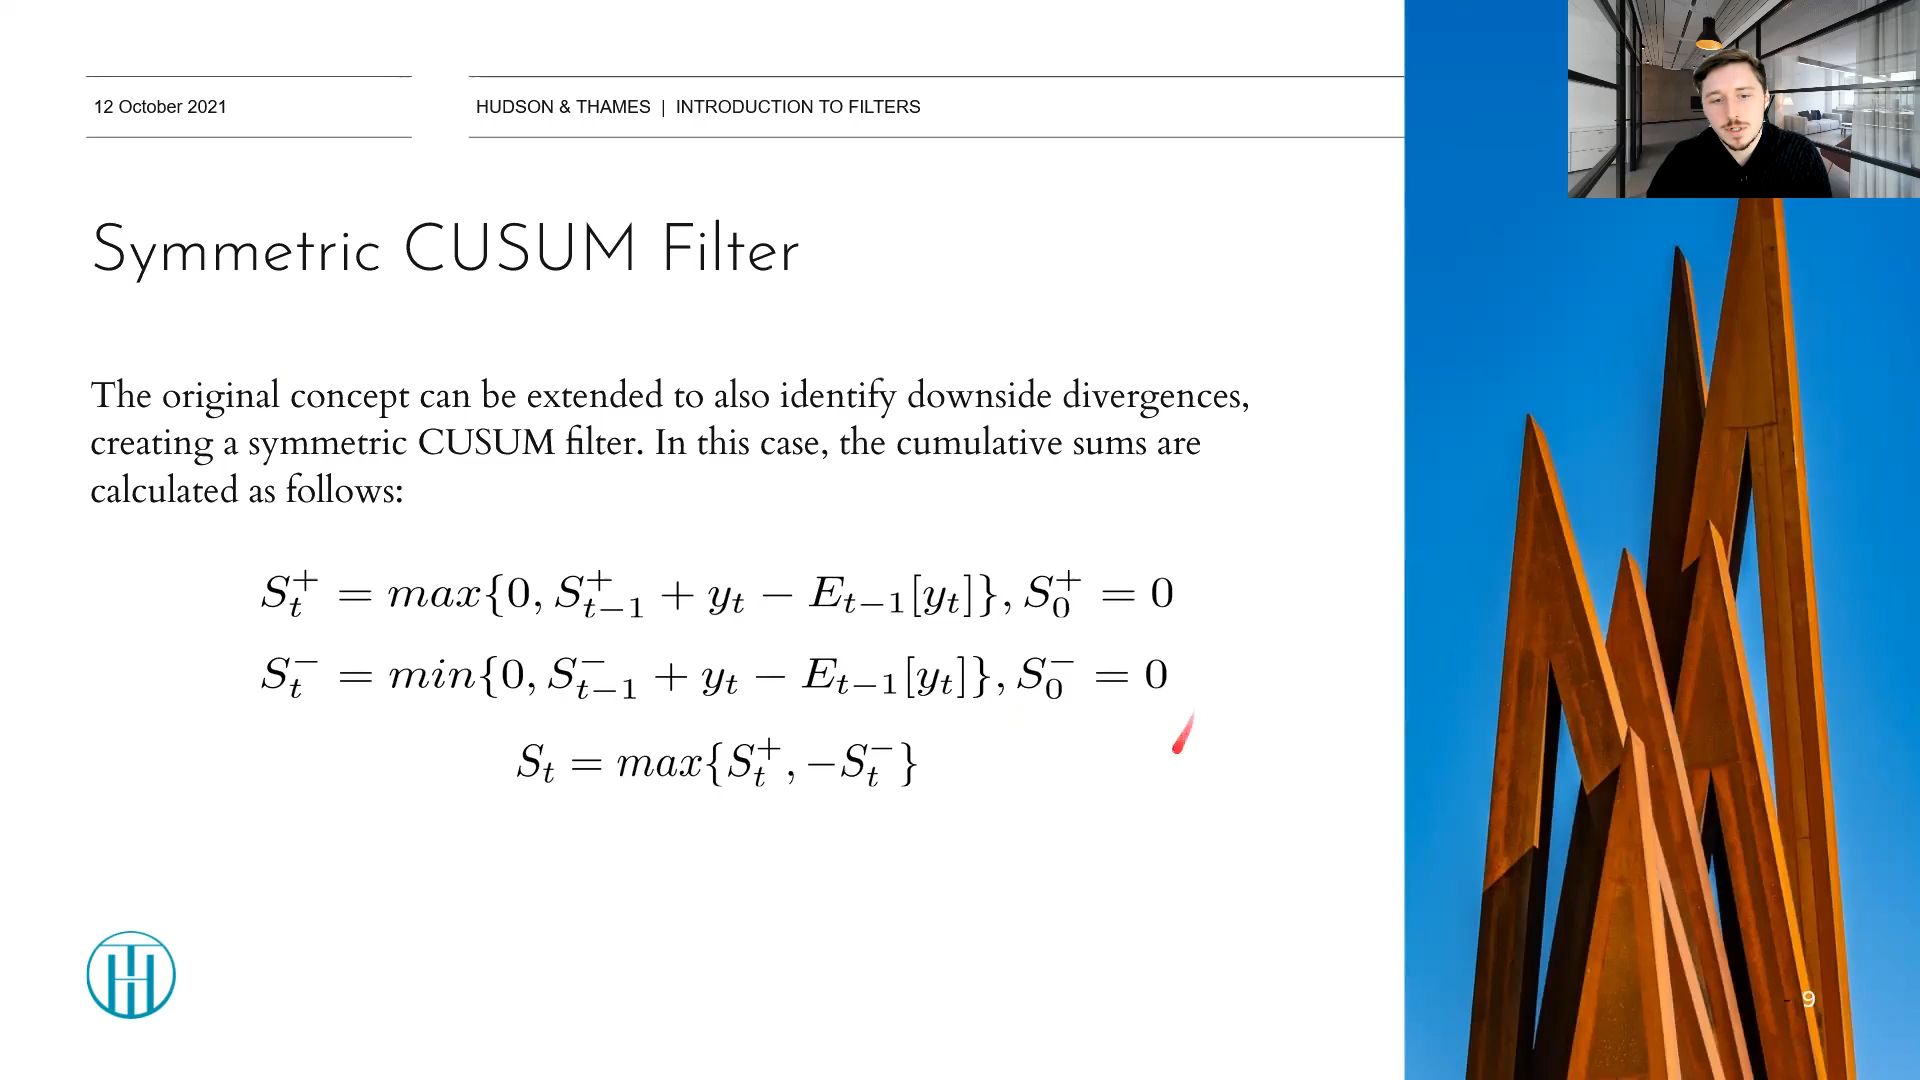 12 October 2021
HUDSON & THAMES | INTRODUCTION TO FILTERS
Symmetric CUSUM Filter
The original concept can be extended to also identify downside divergences,
creating a symmetric CUSUM filter. In this case, the cumulative sums are
calculated as follows:
$S_t^+ = max\{0, S_{t-1}^+ + y_t - E_{t-1}[y_t]\}, S_0^+ = 0$
$S_t^- = min\{0, S_{t-1}^- + y_t - E_{t-1}[y_t]\}, S_0^- = 0$
$S_t = max\{S_t^+, -S_t^-\}$
- 9